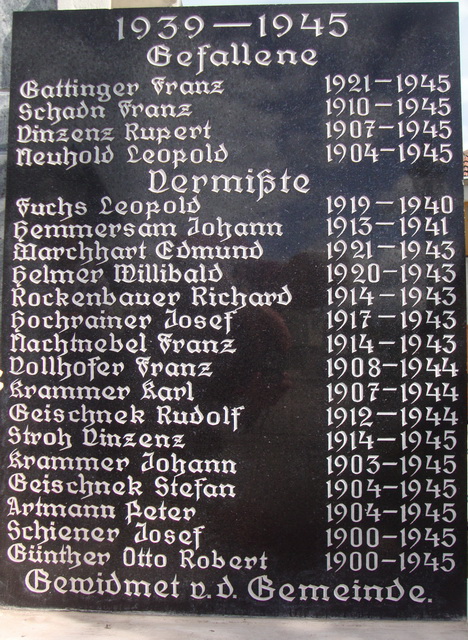 1939—1945
Gefallene
Gattinger Franz 1921—1945
Schadn Franz 1910—1945
Vinzenz Rupert 1907—1945
Neuhold Leopold 1904—1945
Vermißte
Fuchs Leopold 1919—1940
Hemmersam Johann 1913—1941
Marchhart Edmund 1921—1943
Helmer Willibald 1920—1943
Rockenbauer Richard 1914—1943
Hochrainer Josef 1917—1943
Nachtnebel Franz 1914—1943
Vollhofer Franz 1908—1944
Krammer Karl 1907—1944
Geischnek Rudolf 1912—1944
Stroh Vinzenz 1914—1945
Krammer Johann 1903—1945
Geischnek Stefan 1904—1945
Artmann Peter 1904—1945
Schiener Josef 1900—1945
Günther Otto Robert 1900—1945
Gewidmet v. d. Gemeinde.